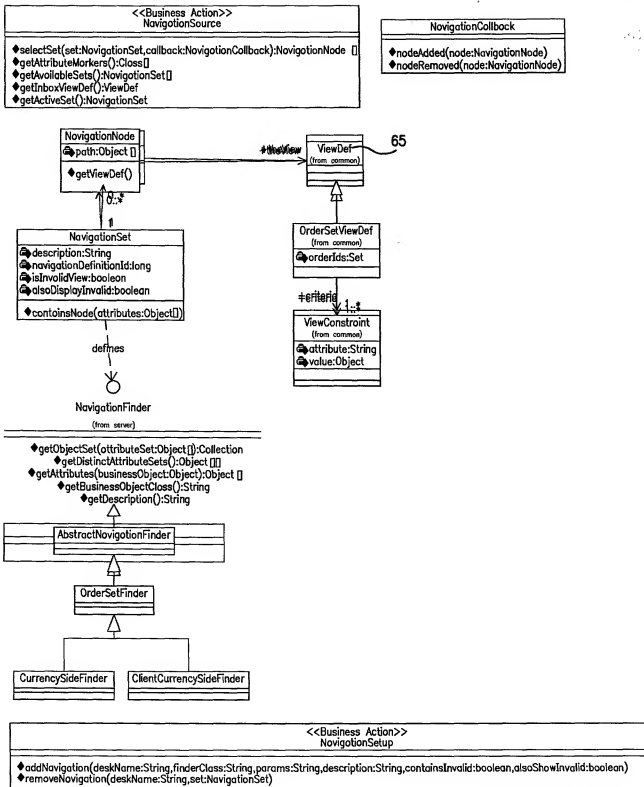 <<Business Action>>
NavigationSource
◆selectSet(set:NavigationSet,callback:NavigationCallback):NavigationNode []
◆getAttributeMarkers():Class[]
◆getAvailableSets():NavigationSet[]
◆getInboxViewDef():ViewDef
◆getActiveSet():NavigationSet
NavigationCallback
◆nodeAdded(node:NavigationNode)
◆nodeRemoved(node:NavigationNode)
NavigationNode
path:Object []
◆getViewDef()
+theView
ViewDef
(from common)
65
0..*
1
NavigationSet
description:String
navigationDefinitionId:long
isInvalidView:boolean
alsoDisplayInvalid:boolean
◆containsNode(attributes:Object[])
OrderSetViewDef
(from common)
orderIds:Set
+criteria
1..*
ViewConstraint
(from common)
attribute:String
value:Object
defines
NavigationFinder
(from server)
◆getObjectSet(attributeSet:Object[]):Collection
◆getDistinctAttributeSets():Object [][]
◆getAttributes(businessObject:Object):Object []
◆getBusinessObjectClass():String
◆getDescription():String
AbstractNavigationFinder
OrderSetFinder
CurrencySideFinder
ClientCurrencySideFinder
<<Business Action>>
NavigationSetup
◆addNavigation(deskName:String,finderClass:String,params:String,description:String,containsInvalid:boolean,alsoShowInvalid:boolean)
◆removeNavigation(deskName:String,set:NavigationSet)